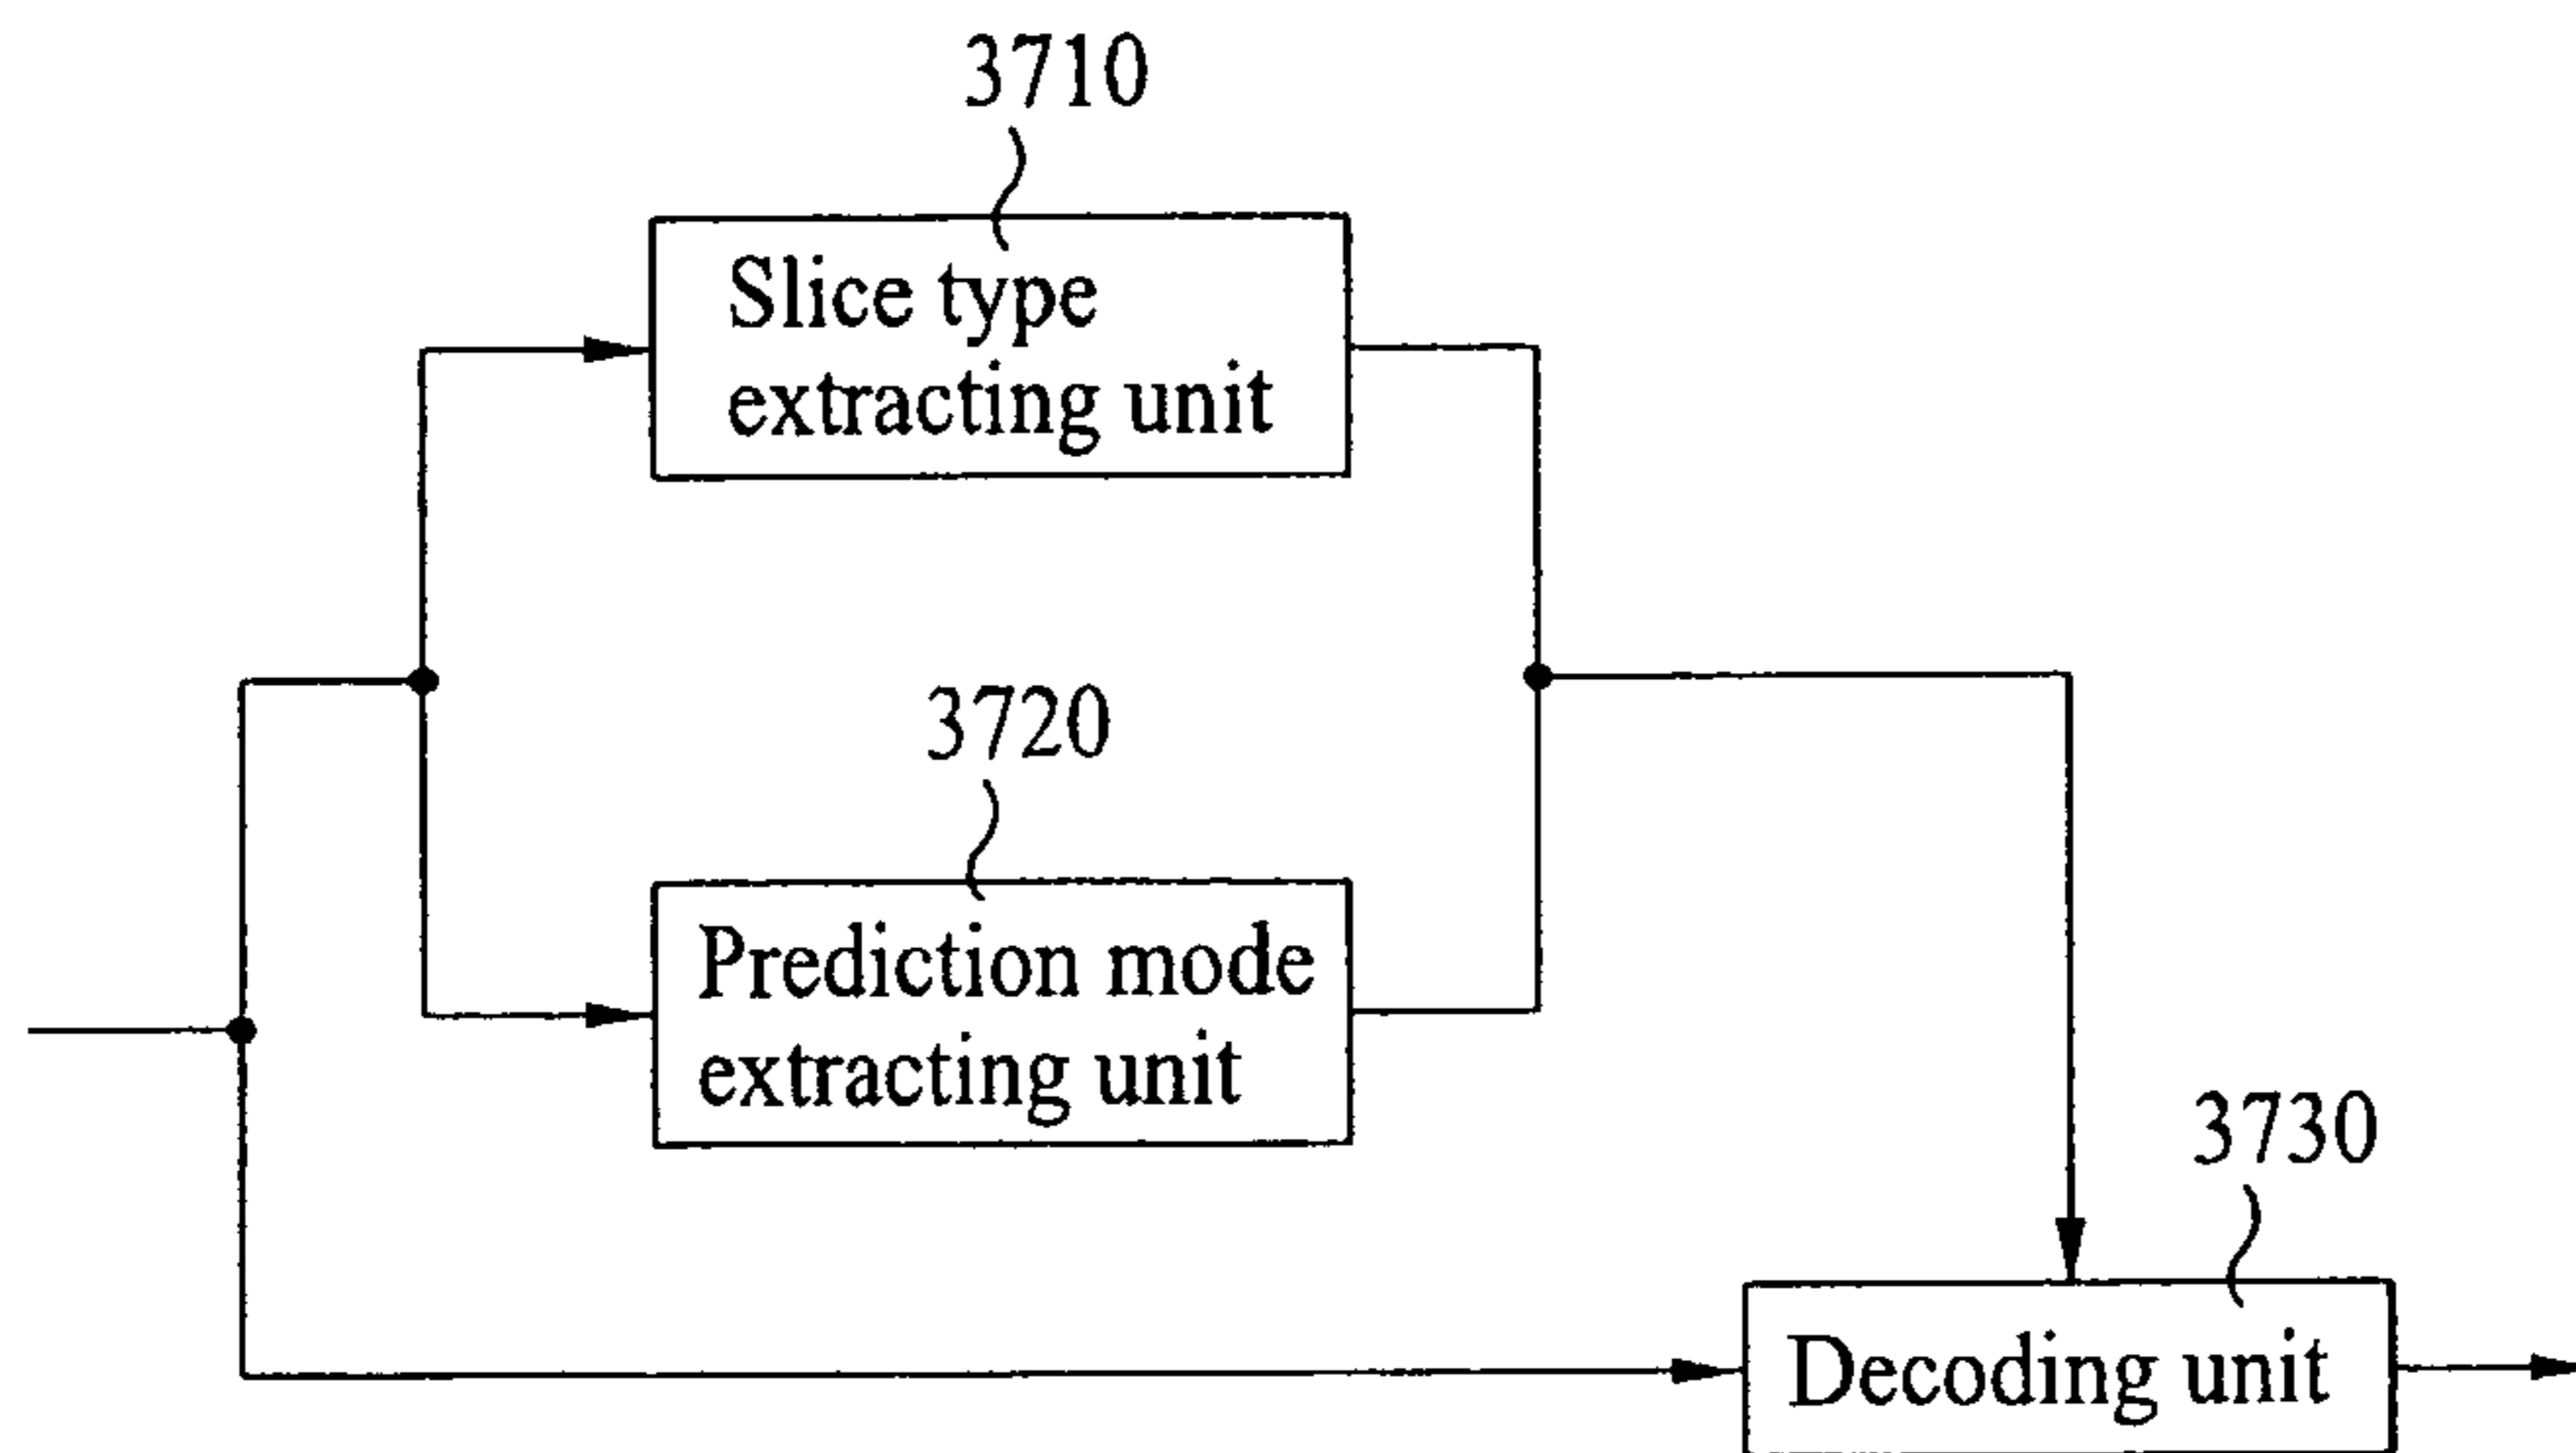 3710
Slice type
extracting unit
3720
Prediction mode
extracting unit
3730
Decoding unit